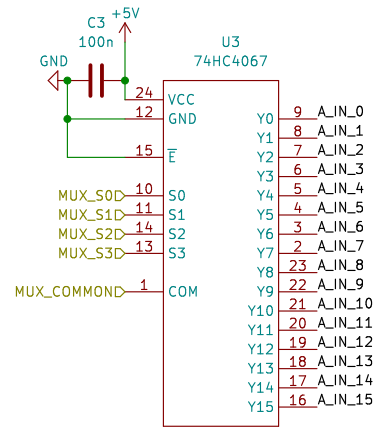 C3
+5V
100n
GND
U3
74HC4067
24 VCC
12 GND
15 E
MUX_S0 10 S0
MUX_S1 11 S1
MUX_S2 14 S2
MUX_S3 13 S3
MUX_COMMON 1 COM
Y0 9 A_IN_0
Y1 8 A_IN_1
Y2 7 A_IN_2
Y3 6 A_IN_3
Y4 5 A_IN_4
Y5 4 A_IN_5
Y6 3 A_IN_6
Y7 2 A_IN_7
Y8 23 A_IN_8
Y9 22 A_IN_9
Y10 21 A_IN_10
Y11 20 A_IN_11
Y12 19 A_IN_12
Y13 18 A_IN_13
Y14 17 A_IN_14
Y15 16 A_IN_15